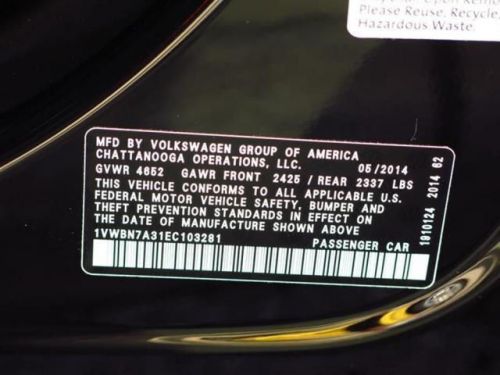 Please Reuse, Recycle
Hazardous Waste.
MFD BY VOLKSWAGEN GROUP OF AMERICA
CHATTANOOGA OPERATIONS, LLC. 05/2014
GVWR 4652 GAWR FRONT 2425 / REAR 2337 LBS
THIS VEHICLE CONFORMS TO ALL APPLICABLE U.S.
FEDERAL MOTOR VEHICLE SAFETY, BUMPER AND
THEFT PREVENTION STANDARDS IN EFFECT ON
THE DATE OF MANUFACTURE SHOWN ABOVE
1VWBN7A31EC103281 PASSENGER CAR
1910124 2014 62